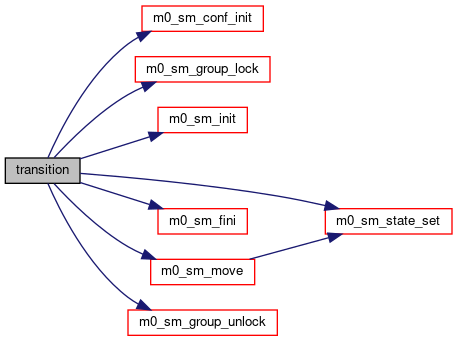 m0_sm_conf_init
m0_sm_group_lock
m0_sm_init
transition
m0_sm_fini
m0_sm_state_set
m0_sm_move
m0_sm_group_unlock